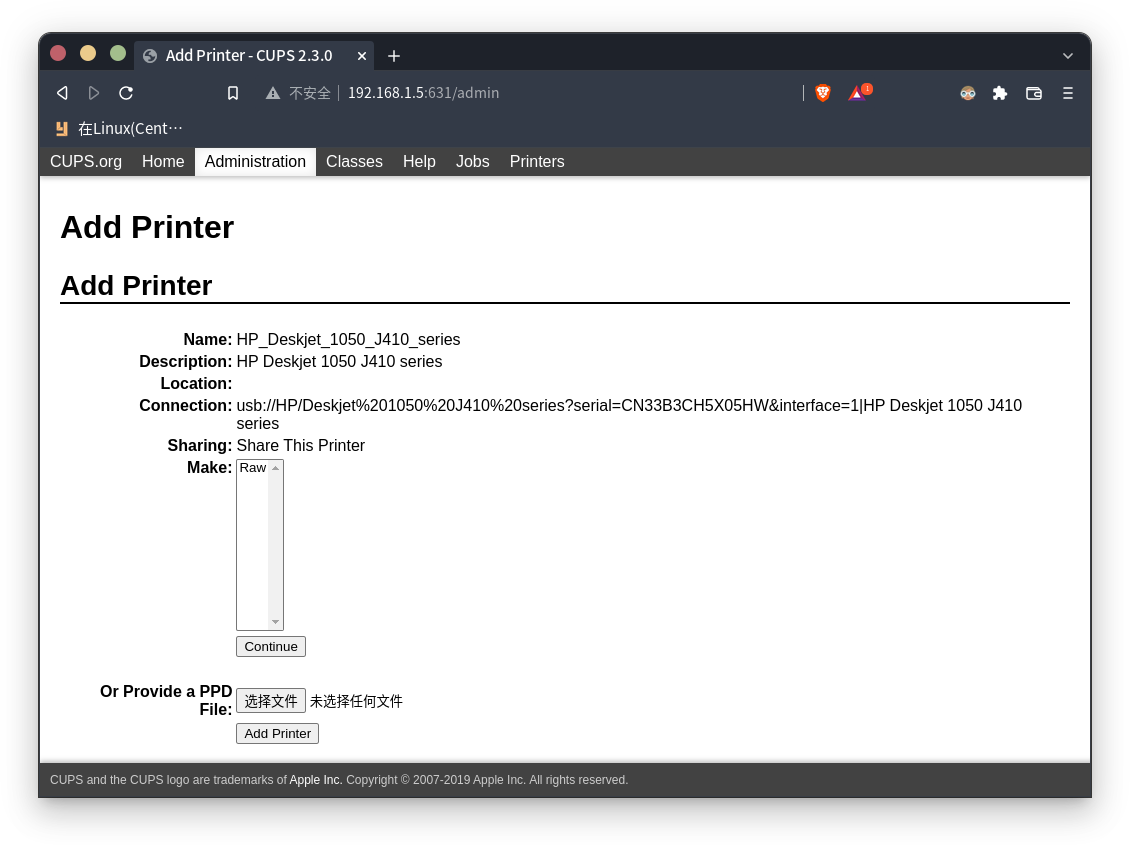 Add Printer - CUPS 2.3.0
不安全 192.168.1.5:631/admin
1
在Linux(Cent…
CUPS.org Home Administration Classes Help Jobs Printers
Add Printer
Add Printer
Name: HP_Deskjet_1050_J410_series
Description: HP Deskjet 1050 J410 series
Location:
Connection: usb://HP/Deskjet%201050%20J410%20series?serial=CN33B3CH5X05HW&interface=1|HP Deskjet 1050 J410
series
Sharing: Share This Printer
Make: Raw
Continue
Or Provide a PPD
File: 选择文件 未选择任何文件
Add Printer
CUPS and the CUPS logo are trademarks of Apple Inc. Copyright © 2007-2019 Apple Inc. All rights reserved.